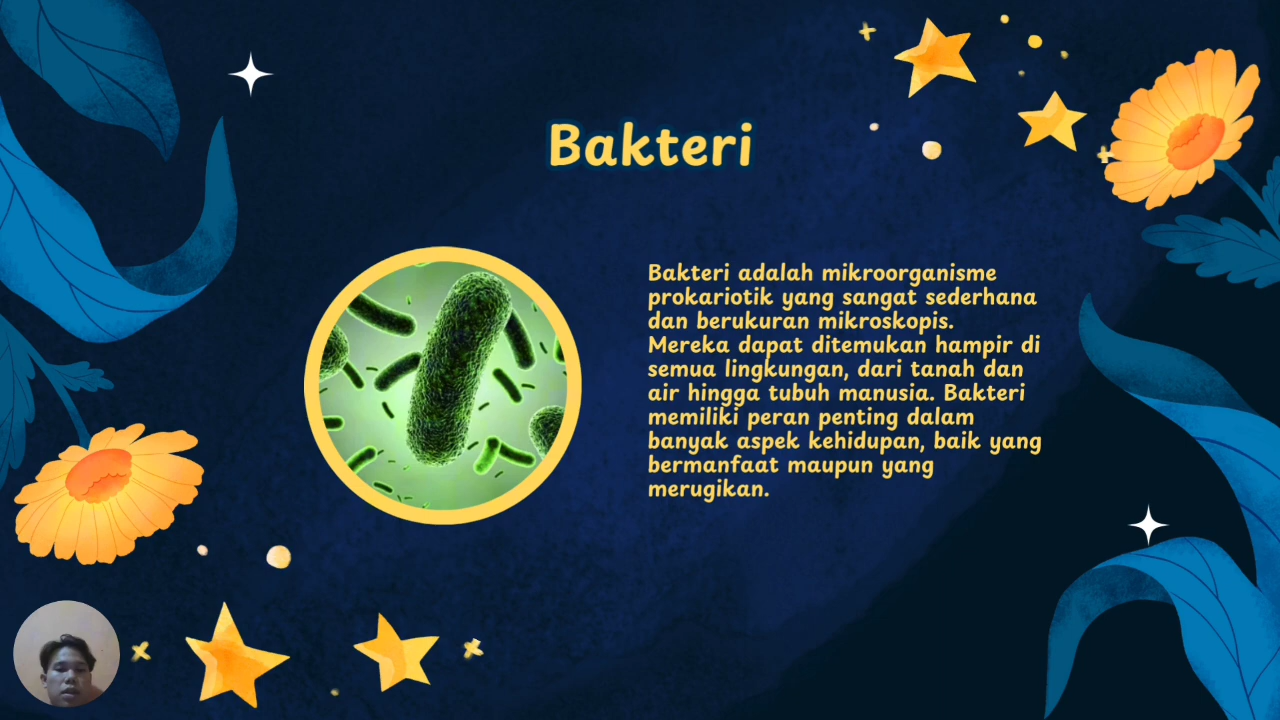 Bakteri
Bakteri adalah mikroorganisme
prokariotik yang sangat sederhana
dan berukuran mikroskopis.
Mereka dapat ditemukan hampir di
semua lingkungan, dari tanah dan
air hingga tubuh manusia. Bakteri
memiliki peran penting dalam
banyak aspek kehidupan, baik yang
bermanfaat maupun yang
merugikan.